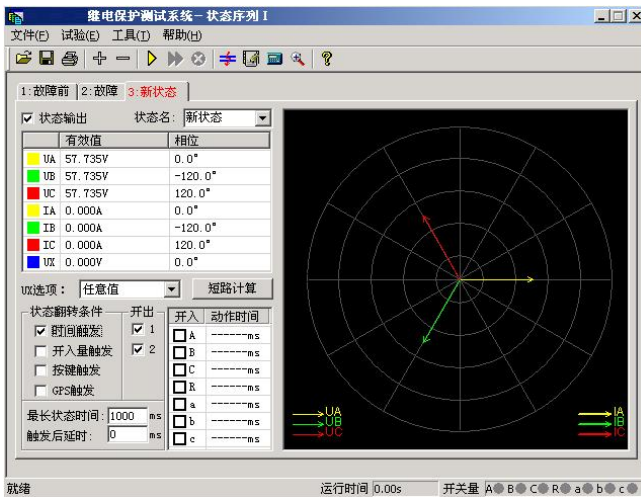 继电保护测试系统-状态序列I
文件(F) 试验(E) 工具(T) 帮助(H)
1:故障前 2:故障 3:新状态
状态输出 状态名: 新状态
有效值 相位
UA 57.735V 0.0°
UB 57.735V -120.0°
UC 57.735V 120.0°
IA 0.000A 0.0°
IB 0.000A -120.0°
IC 0.000A 120.0°
UX 0.000V 0.0°
UX选项: 任意值 短路计算
状态翻转条件 开出 开入 动作时间
时间触发 1 A ------ms
开入量触发 2 B ------ms
按键触发 C ------ms
GPS触发 R ------ms
最长状态时间: 1000 ms a ------ms
触发后延时: 0 ms b ------ms
c ------ms
UA IA
UB IB
UC IC
就绪 运行时间 0.00s 开关量 A B C R a b c